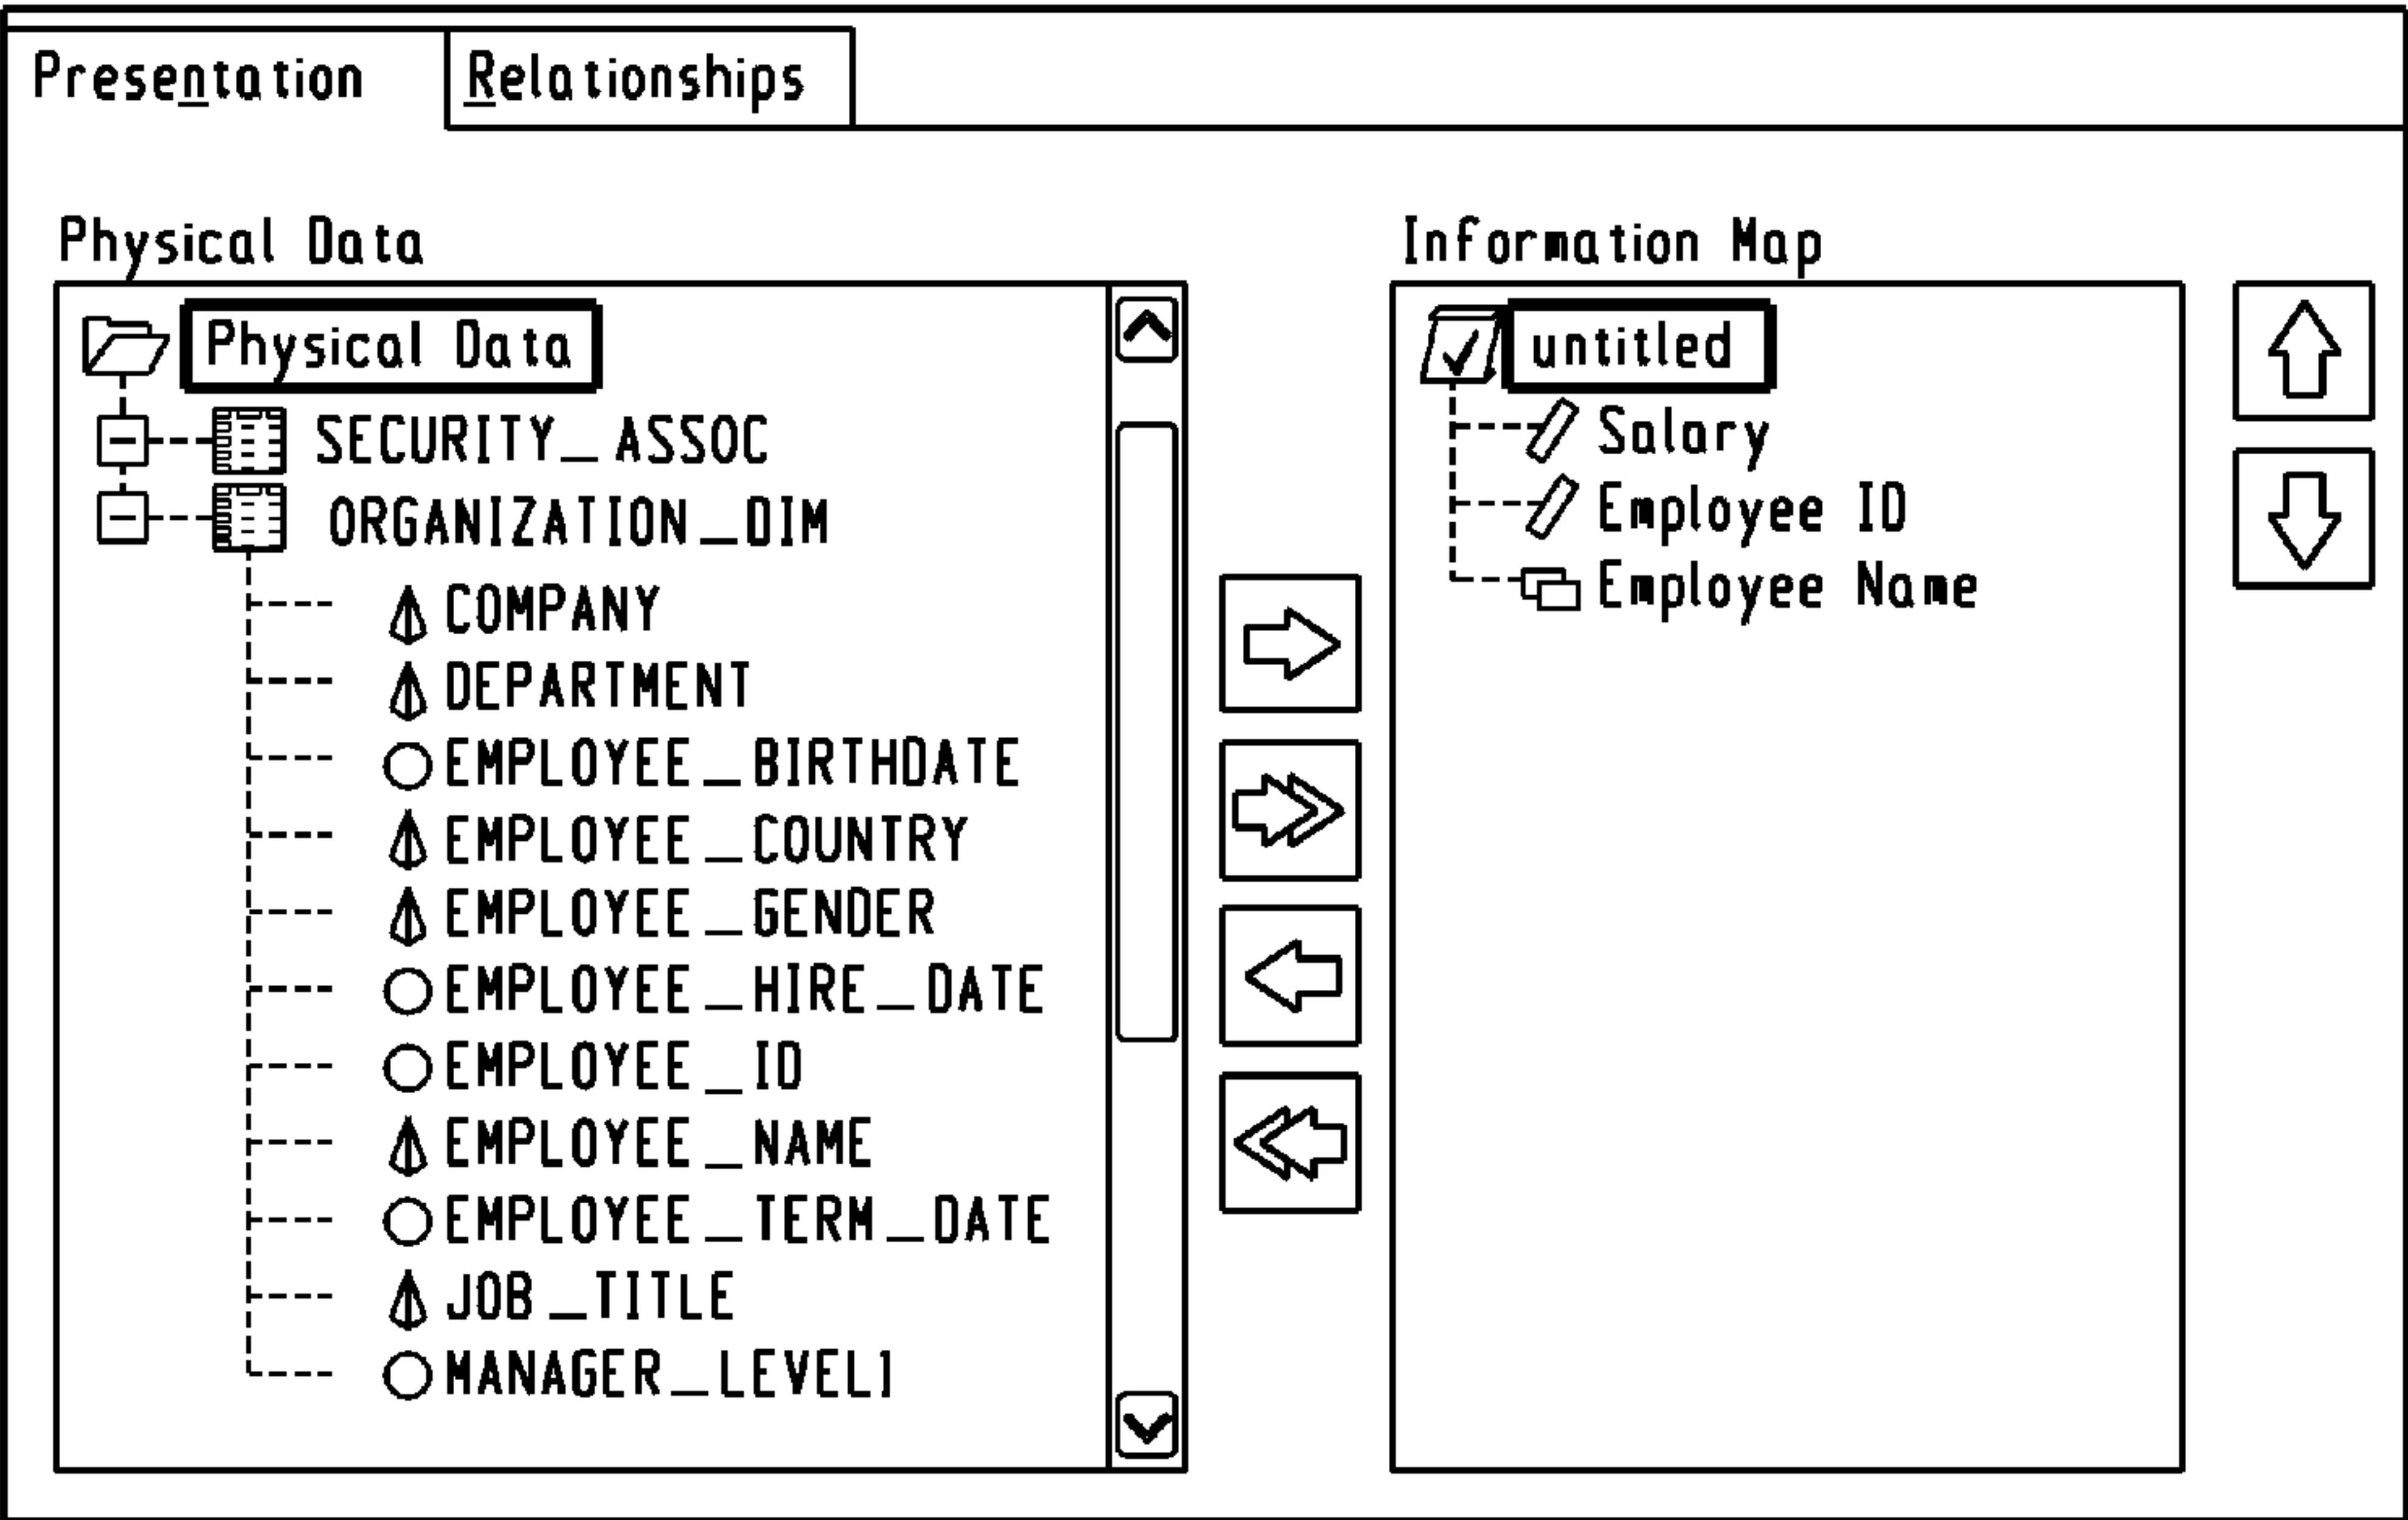 Presentation
Relationships
Physical Data
Physical Data
SECURITY_ASSOC
ORGANIZATION_DIM
COMPANY
DEPARTMENT
EMPLOYEE_BIRTHDATE
EMPLOYEE_COUNTRY
EMPLOYEE_GENDER
EMPLOYEE_HIRE_DATE
EMPLOYEE_ID
EMPLOYEE_NAME
EMPLOYEE_TERM_DATE
JOB_TITLE
MANAGER_LEVEL1
Information Map
untitled
Salary
Employee ID
Employee Name